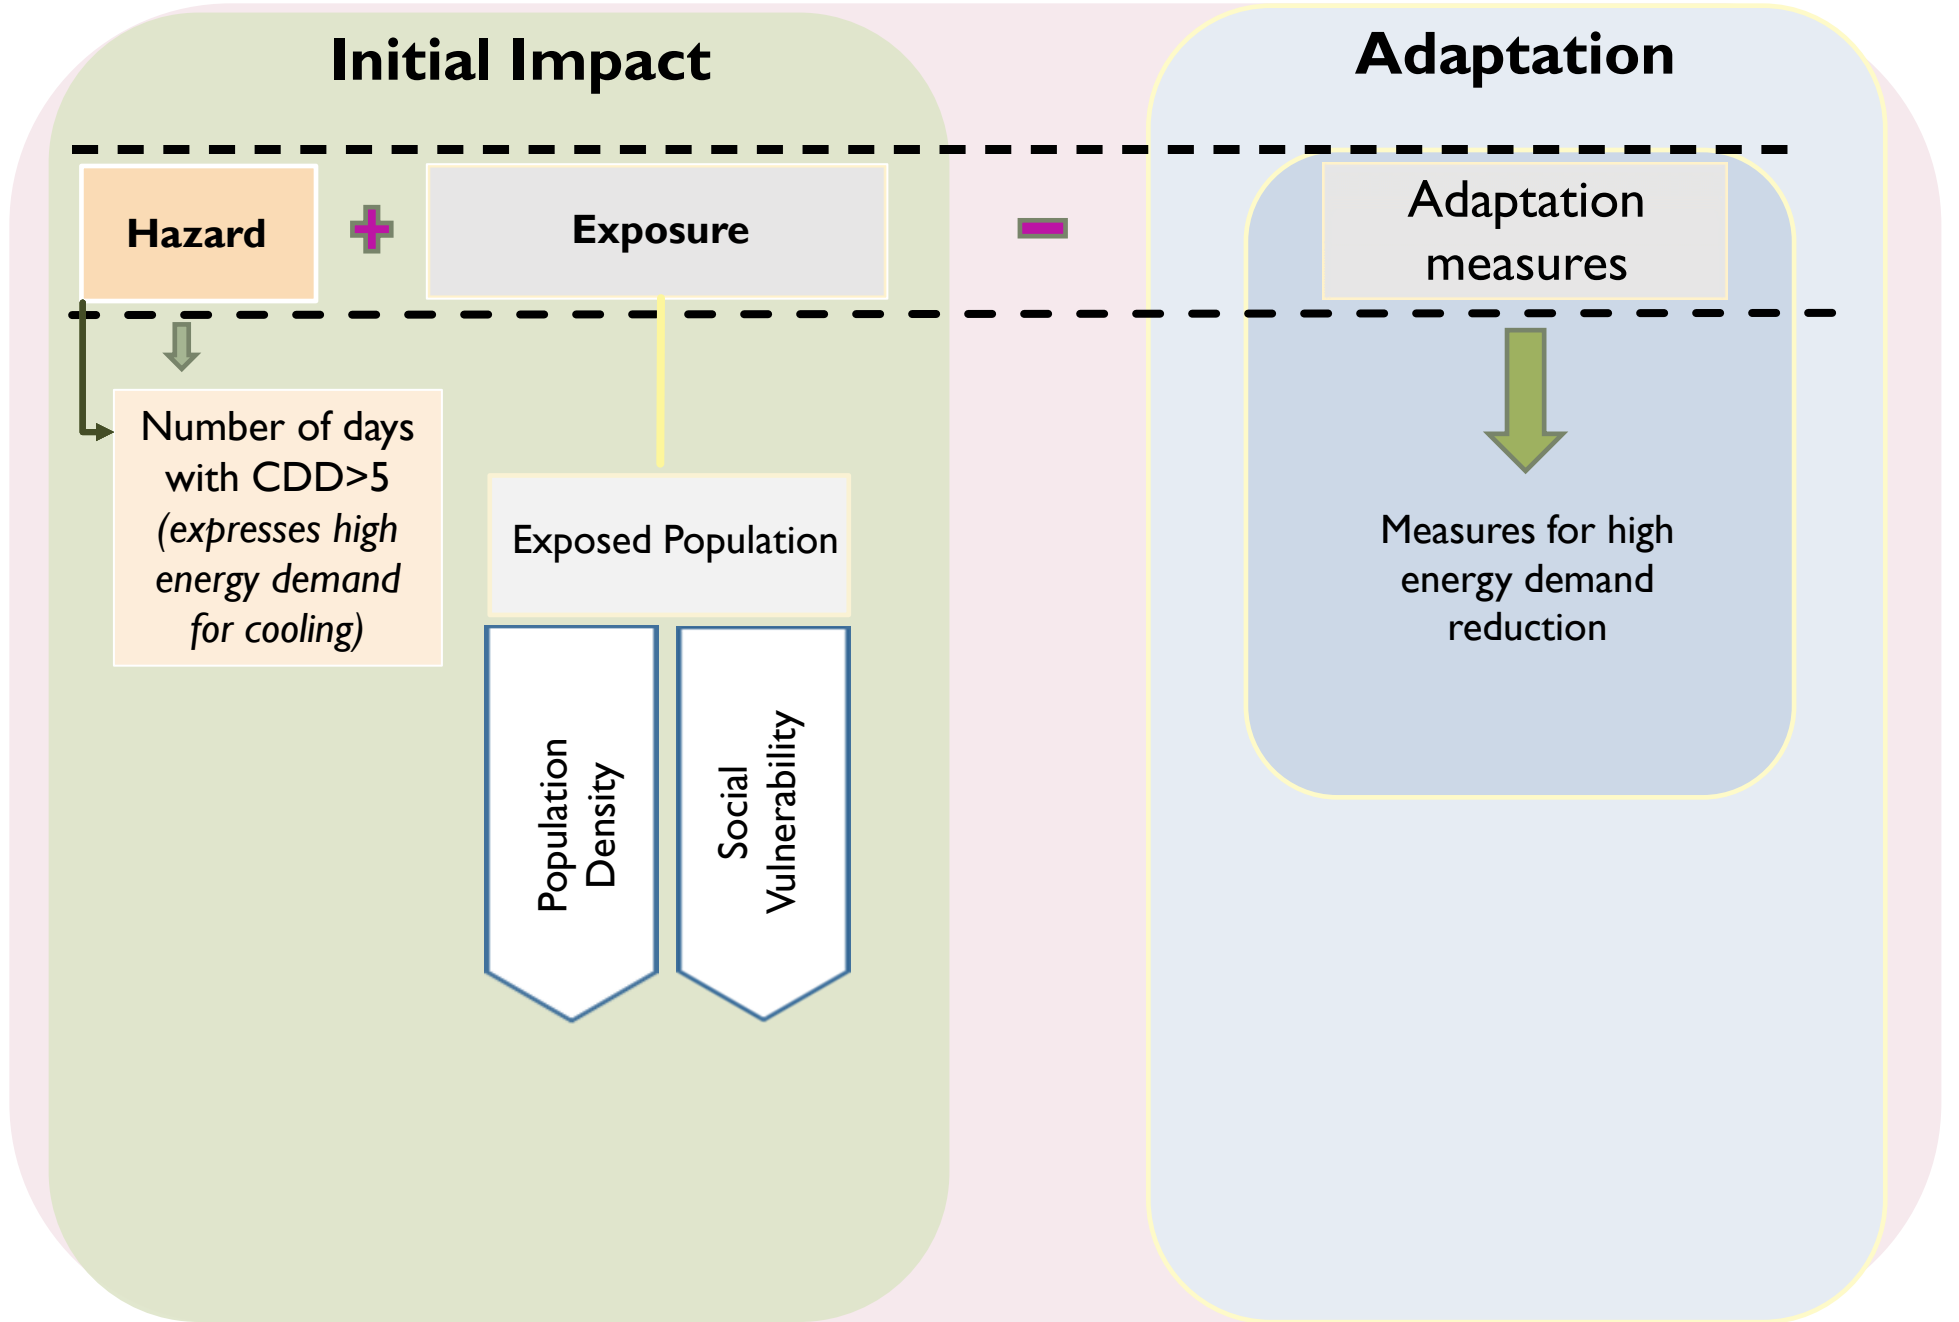 Initial Impact
Adaptation
Hazard
+
Exposure
-
Adaptation
measures
Number of days
with CDD>5
(expresses high
energy demand
for cooling)
Exposed Population
Population
Density
Social
Vulnerability
Measures for high
energy demand
reduction